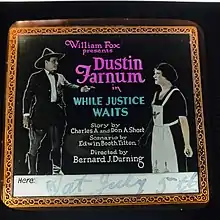 William Fox
presents
Dustin
Farnum
in
WHILE JUSTICE
WAITS
Story by
Charles A and Don A Short
Scenario by
Edwin Booth Tilton
Directed by
Bernard J. Durning
Here: